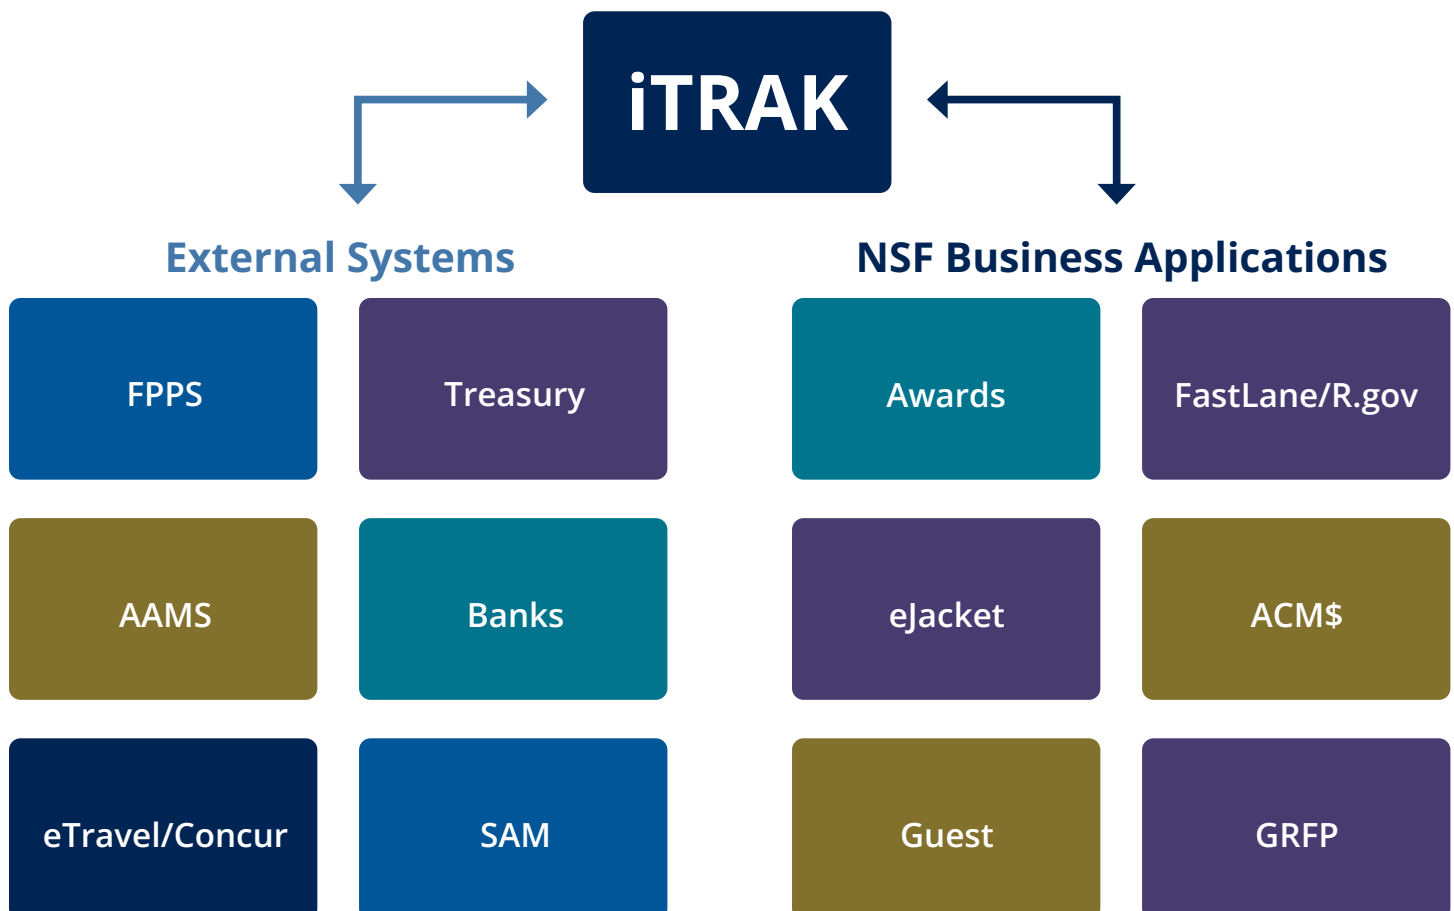 iTRAK
External Systems
NSF Business Applications
FPPS
Treasury
Awards
FastLane/R.gov
AAMS
Banks
eJacket
ACM$
eTravel/Concur
SAM
Guest
GRFP